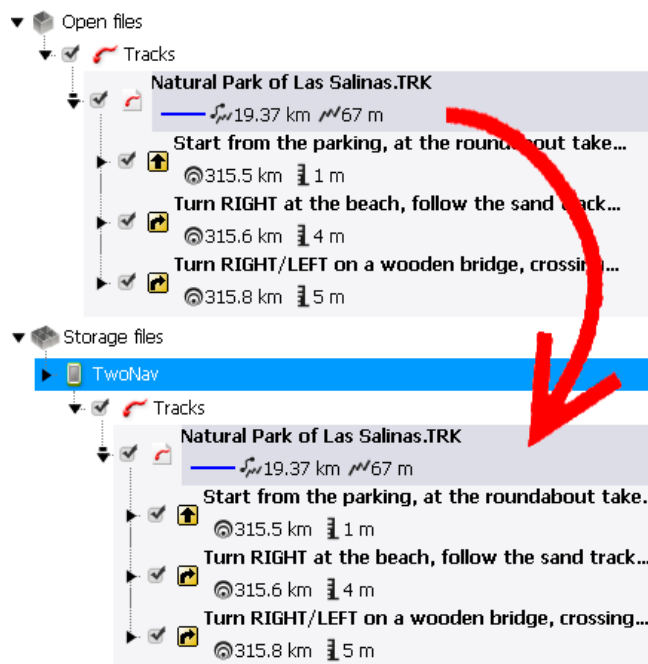 Open files
Tracks
Natural Park of Las Salinas.TRK
19.37 km 67 m
Start from the parking, at the roundabout take...
315.5 km 1 m
Turn RIGHT at the beach, follow the sand track...
315.6 km 4 m
Turn RIGHT/LEFT on a wooden bridge, crossing...
315.8 km 5 m
Storage files
TwoNav
Tracks
Natural Park of Las Salinas.TRK
19.37 km 67 m
Start from the parking, at the roundabout take.
315.5 km 1 m
Turn RIGHT at the beach, follow the sand track...
315.6 km 4 m
Turn RIGHT/LEFT on a wooden bridge, crossing...
315.8 km 5 m